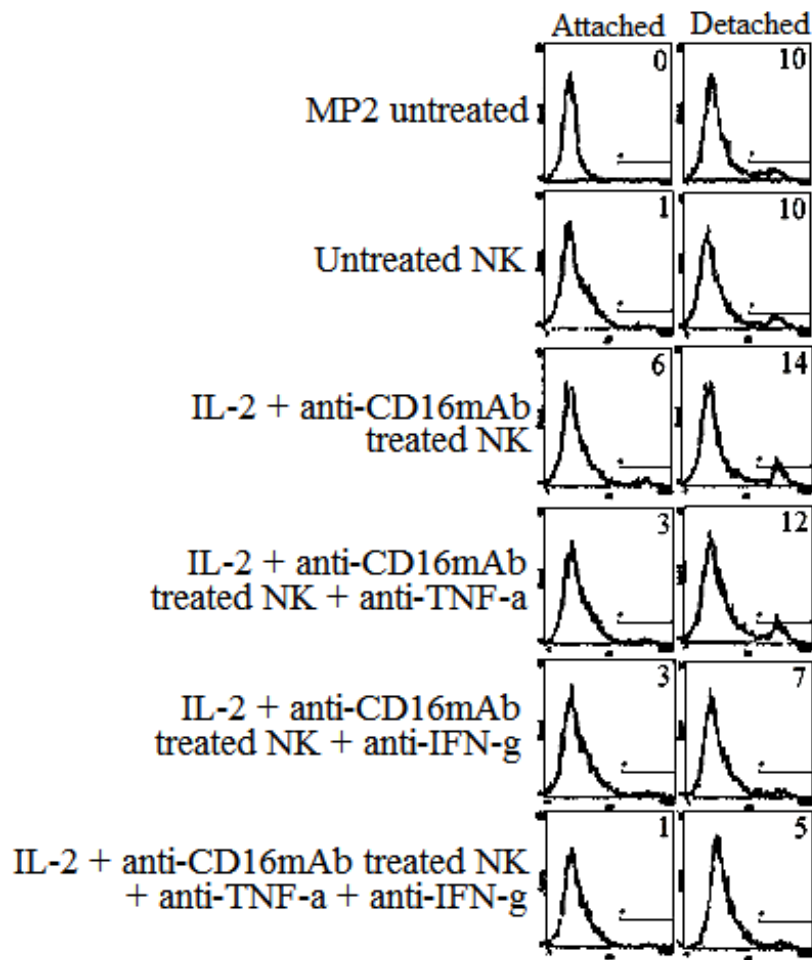 Attached Detached
MP2 untreated 0 10
Untreated NK 1 10
IL-2 + anti-CD16mAb 6 14
treated NK
IL-2 + anti-CD16mAb 3 12
treated NK + anti-TNF-a
IL-2 + anti-CD16mAb 3 7
treated NK + anti-IFN-g
IL-2 + anti-CD16mAb treated NK 1 5
+ anti-TNF-a + anti-IFN-g